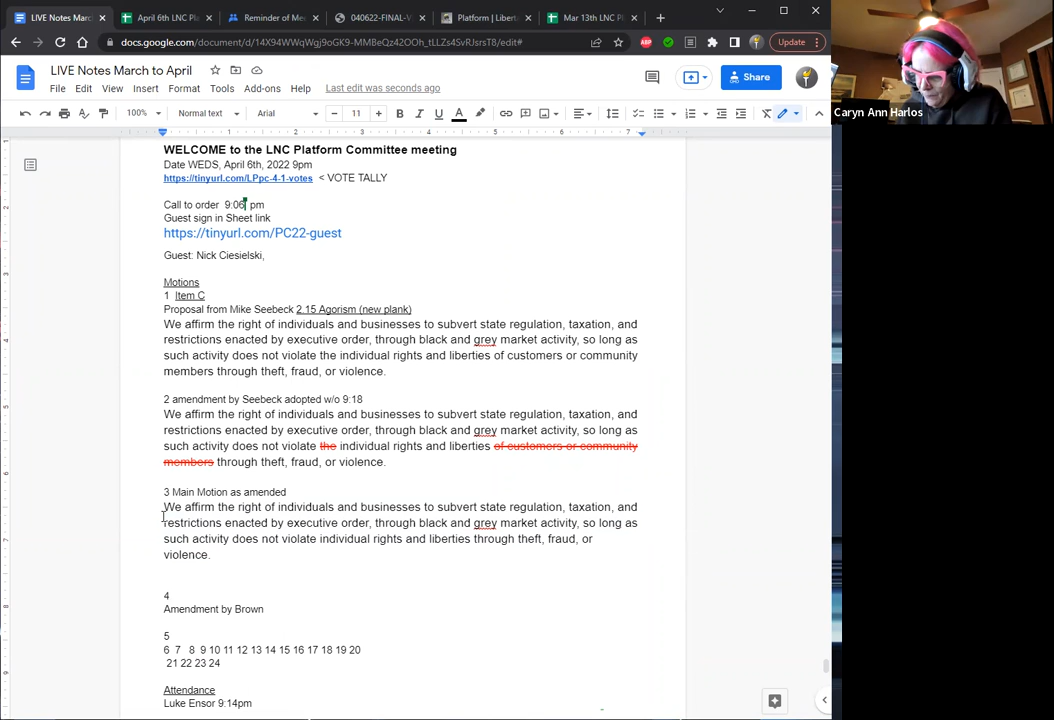 LIVE Notes March to April
April 6th LNC Pl
Reminder of Mee
040622-FINAL-V
Platform | Libert
Mar 13th LNC Pl
docs.google.com/document/d/14X94WWqWgj9oGK9-MMBeQz42OOh_tLLZs4SvRJsrsT8/edit#
ABP
Update
LIVE Notes March to April
File Edit View Insert Format Tools Add-ons Help Last edit was seconds ago
Share
100% Normal text Arial 11 B I U A
1 2 3 4 5 6 7
Caryn Ann Harlos
WELCOME to the LNC Platform Committee meeting
Date WEDS, April 6th, 2022 9pm
https://tinyurl.com/LPpc-4-1-votes < VOTE TALLY
Call to order 9:06 pm
Guest sign in Sheet link
https://tinyurl.com/PC22-guest
Guest: Nick Ciesielski,
Motions
1 Item C
Proposal from Mike Seebeck 2.15 Agorism (new plank)
We affirm the right of individuals and businesses to subvert state regulation, taxation, and
restrictions enacted by executive order, through black and grey market activity, so long as
such activity does not violate the individual rights and liberties of customers or community
members through theft, fraud, or violence.
2 amendment by Seebeck adopted w/o 9:18
We affirm the right of individuals and businesses to subvert state regulation, taxation, and
restrictions enacted by executive order, through black and grey market activity, so long as
such activity does not violate the individual rights and liberties of customers or community
members through theft, fraud, or violence.
3 Main Motion as amended
We affirm the right of individuals and businesses to subvert state regulation, taxation, and
restrictions enacted by executive order, through black and grey market activity, so long as
such activity does not violate individual rights and liberties through theft, fraud, or
violence.
4
Amendment by Brown
5
6 7 8 9 10 11 12 13 14 15 16 17 18 19 20
21 22 23 24
Attendance
Luke Ensor 9:14pm